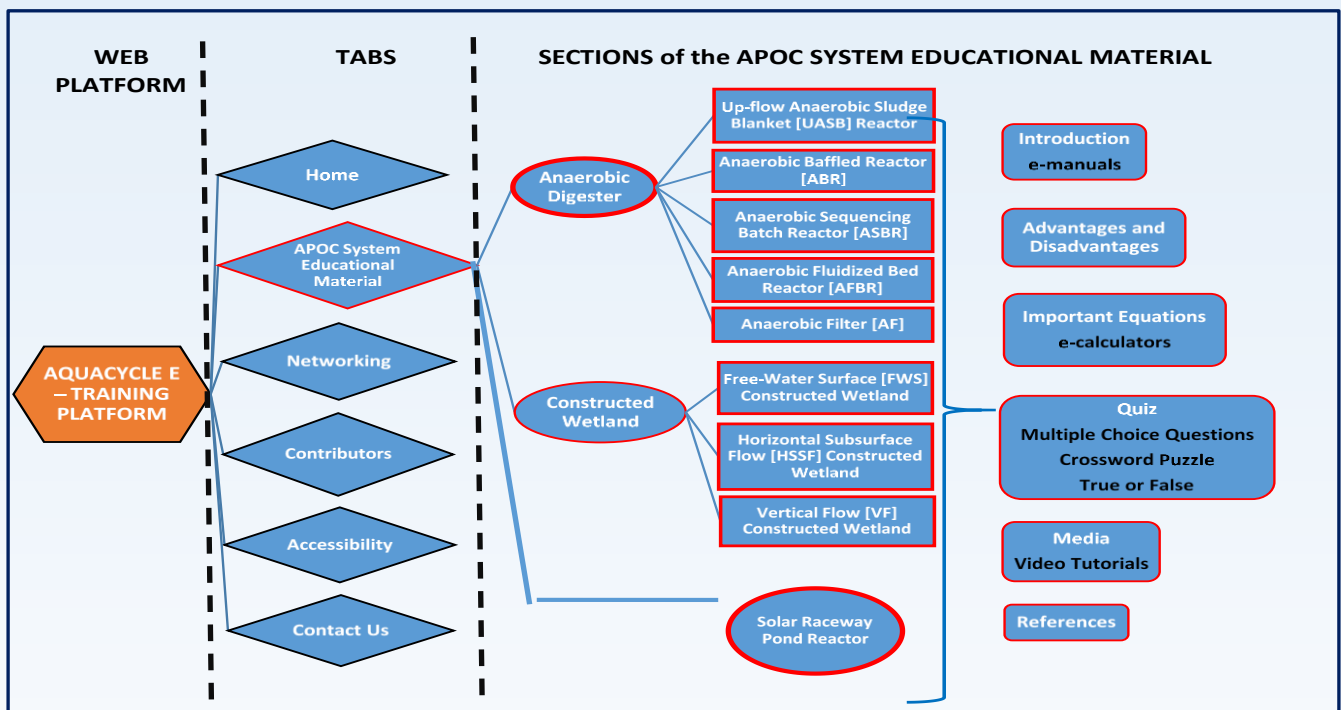 WEB
PLATFORM
TABS
SECTIONS of the APOC SYSTEM EDUCATIONAL MATERIAL
AQUACYCLE E
– TRAINING
PLATFORM
Home
APOC System
Educational
Material
Networking
Contributors
Accessibility
Contact Us
Anaerobic
Digester
Constructed
Wetland
Solar Raceway
Pond Reactor
Up-flow Anaerobic Sludge
Blanket [UASB] Reactor
Anaerobic Baffled Reactor
[ABR]
Anaerobic Sequencing
Batch Reactor [ASBR]
Anaerobic Fluidized Bed
Reactor [AFBR]
Anaerobic Filter [AF]
Free-Water Surface [FWS]
Constructed Wetland
Horizontal Subsurface
Flow [HSSF] Constructed
Wetland
Vertical Flow [VF]
Constructed Wetland
Introduction
e-manuals
Advantages and
Disadvantages
Important Equations
e-calculators
Quiz
Multiple Choice Questions
Crossword Puzzle
True or False
Media
Video Tutorials
References